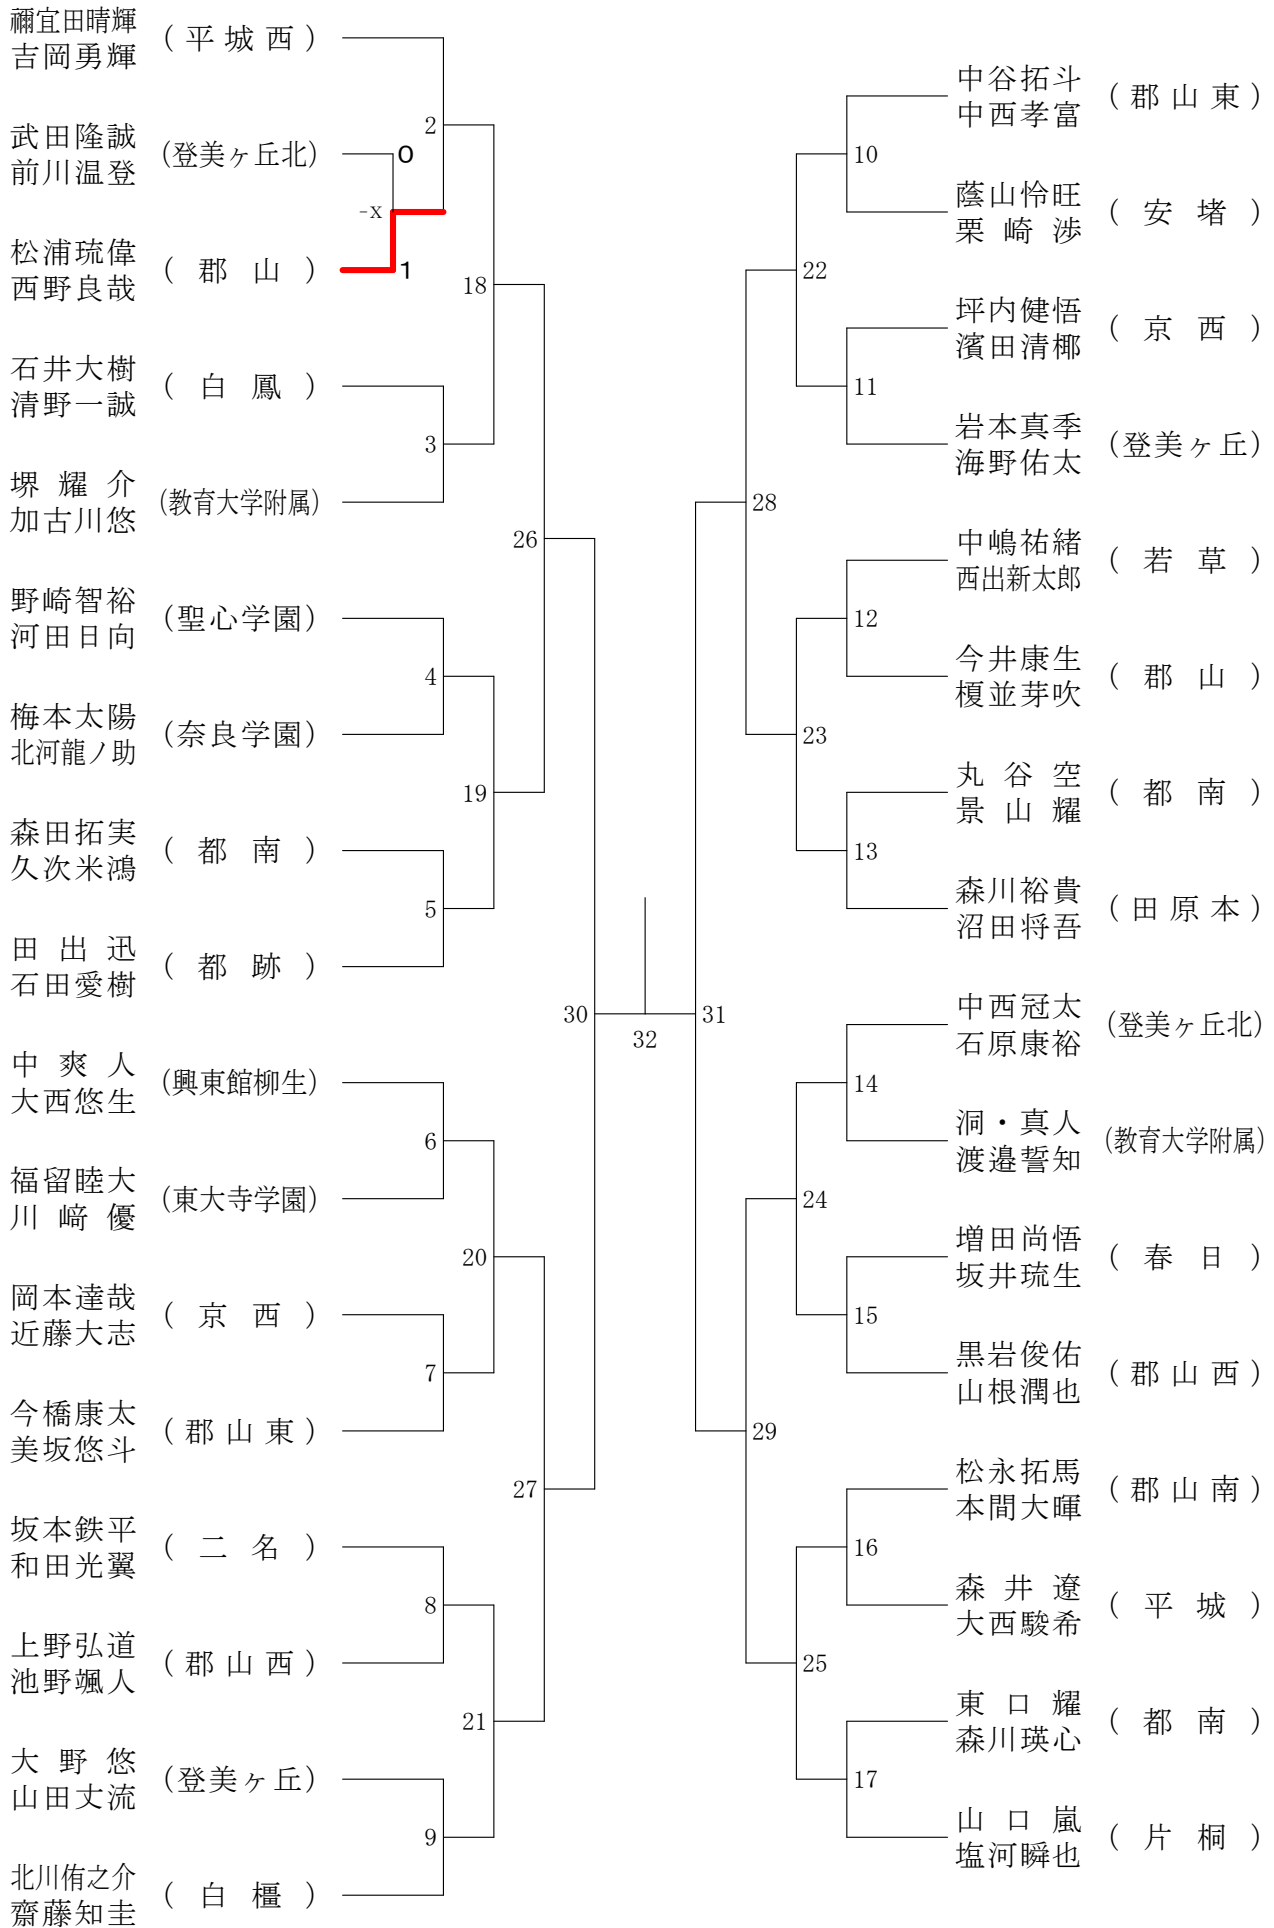 禰宜田晴輝
吉岡勇輝
(平城西)
2
武田隆誠
前川温登
(登美ヶ丘北)
0
-X
松浦琉偉
西野良哉
(郡山)
1
18
石井大樹
清野一誠
(白鳳)
3
堺耀介
加古川悠
(教育大学附属)
26
野崎智裕
河田日向
(聖心学園)
4
梅本太陽
北河龍ノ助
(奈良学園)
19
森田拓実
久次米鴻
(都南)
5
田出迅
石田愛樹
(都跡)
30
中爽人
大西悠生
(興東館柳生)
6
福留睦大
川﨑優
(東大寺学園)
20
岡本達哉
近藤大志
(京西)
7
今橋康太
美坂悠斗
(郡山東)
27
坂本鉄平
和田光翼
(二名)
8
上野弘道
池野颯人
(郡山西)
21
大野悠
山田丈流
(登美ヶ丘)
9
北川侑之介
齋藤知圭
(白橿)
32
中谷拓斗
中西孝富
(郡山東)
10
蔭山怜旺
栗崎渉
(安堵)
22
坪内健悟
濱田清椰
(京西)
11
岩本真季
海野佑太
(登美ヶ丘)
28
中嶋祐緒
西出新太郎
(若草)
12
今井康生
榎並芽吹
(郡山)
23
丸谷空
景山耀
(都南)
13
森川裕貴
沼田将吾
(田原本)
31
中西冠太
石原康裕
(登美ヶ丘北)
14
洞・真人
渡邉誓知
(教育大学附属)
24
増田尚悟
坂井琉生
(春日)
15
黒岩俊佑
山根潤也
(郡山西)
29
松永拓馬
本間大暉
(郡山南)
16
森井遼
大西駿希
(平城)
25
東口耀
森川瑛心
(都南)
17
山口嵐
塩河瞬也
(片桐)